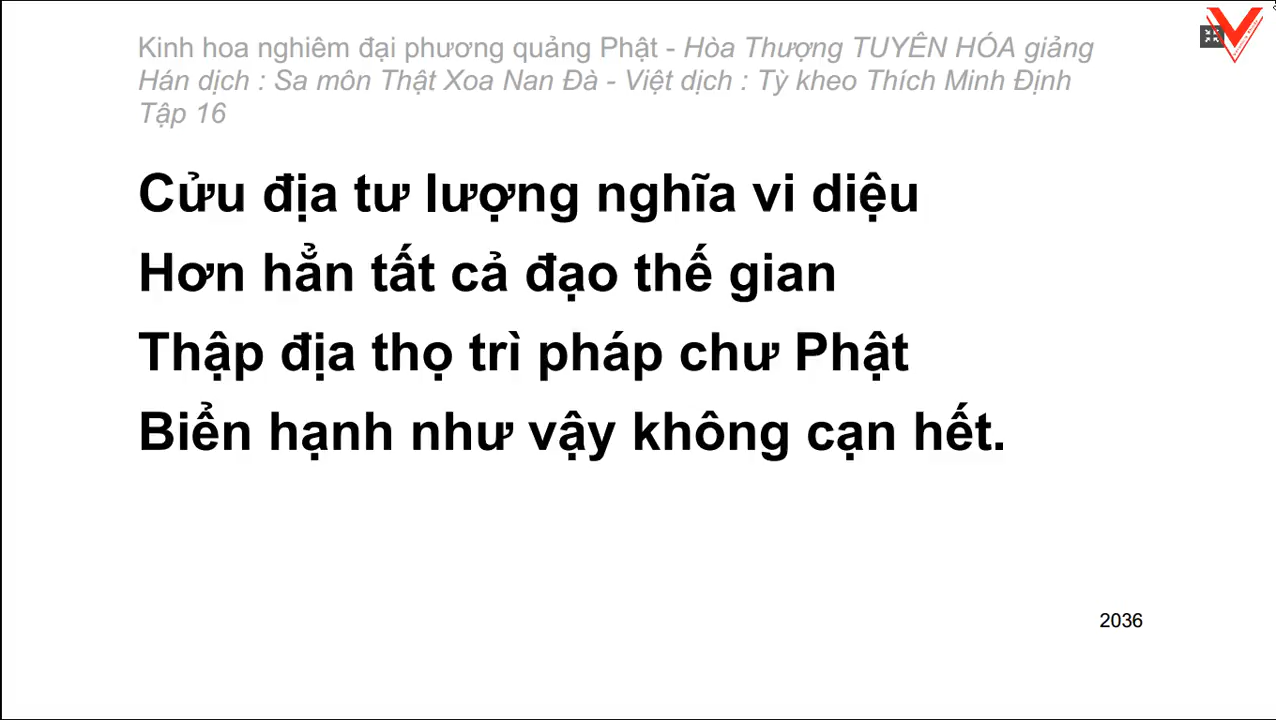 Kinh hoa nghiêm đại phương quảng Phật - Hòa Thượng TUYÊN HÓA giảng
Hán dịch : Sa môn Thật Xoa Nan Đà - Việt dịch : Tỳ kheo Thích Minh Định
Tập 16
Cửu địa tư lượng nghĩa vi diệu
Hơn hẳn tất cả đạo thế gian
Thập địa thọ trì pháp chư Phật
Biển hạnh như vậy không cạn hết.
2036